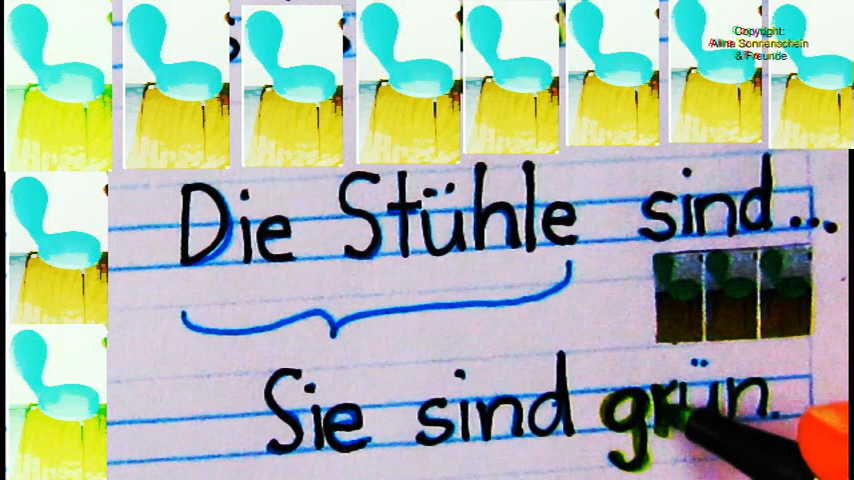 Copyright:
Alina Sonnenschein
& Freunde
Die Stühle sind...
Sie sind grün.